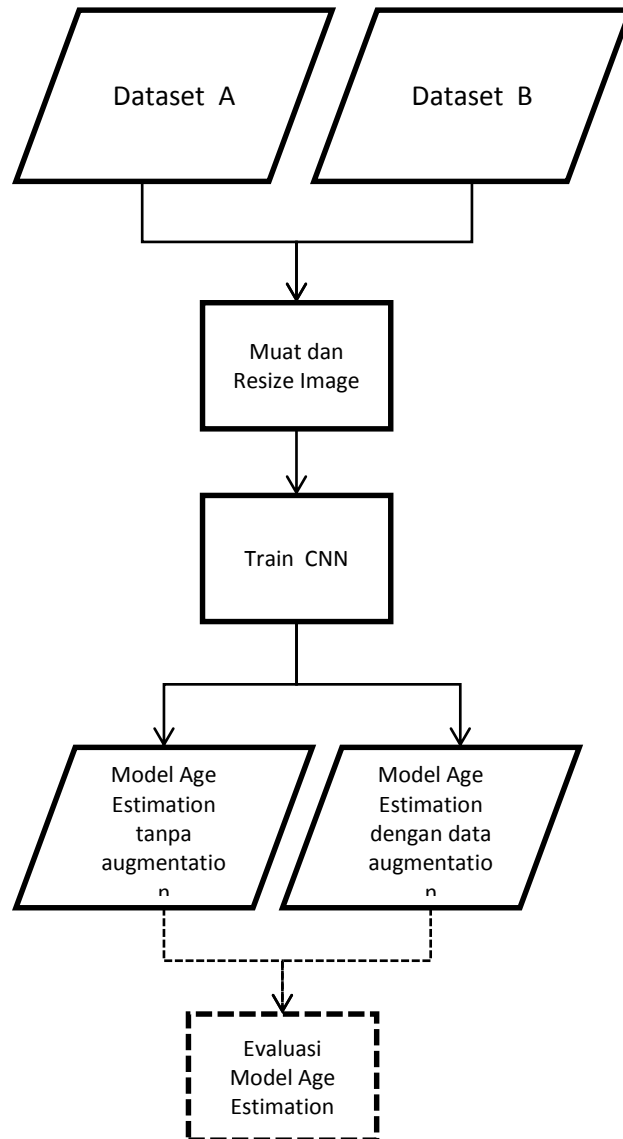 Dataset A
Dataset B
Muat dan
Resize Image
Train CNN
Model Age
Estimation
tanpa
augmentatio
n
Model Age
Estimation
dengan data
augmentatio
n
Evaluasi
Model Age
Estimation